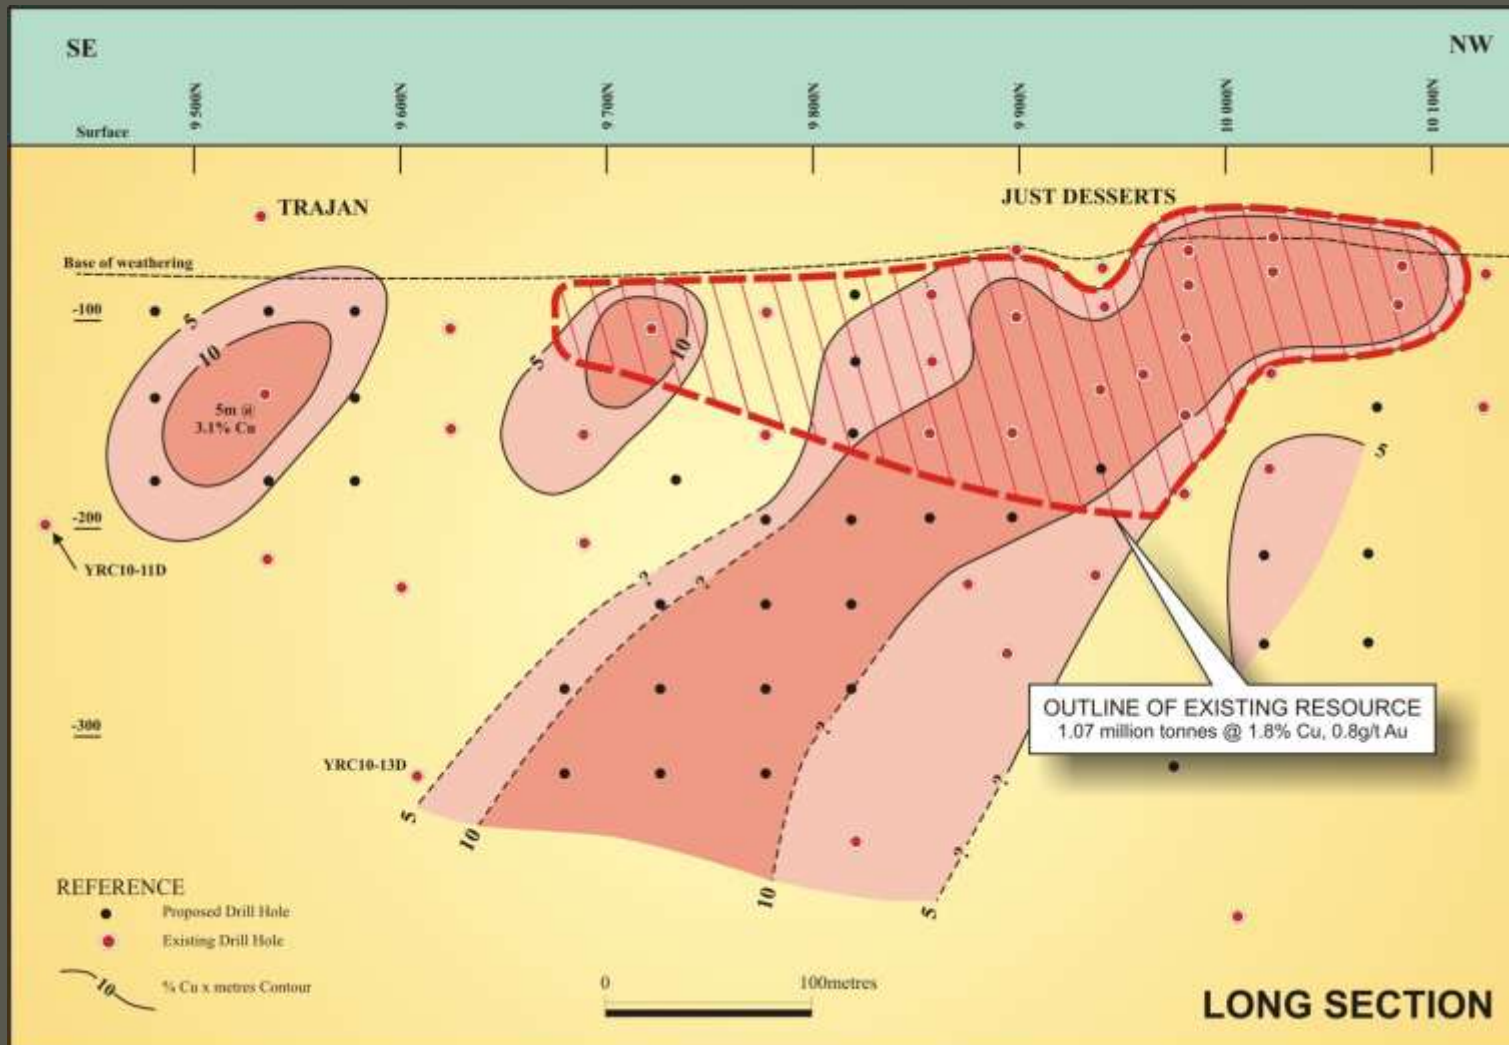 SE
NW
9 500N
9 600N
9 700N
9 800N
9 900N
10 000N
10 100N
Surface
TRAJAN
JUST DESSERTS
Base of weathering
-100
5
10
5
10
5m @
3.1% Cu
5
-200
YRC10-11D
?
?
-300
OUTLINE OF EXISTING RESOURCE
1.07 million tonnes @ 1.8% Cu, 0.8g/t Au
?
YRC10-13D
?
5
10
?
10
5
REFERENCE
Proposed Drill Hole
Existing Drill Hole
10
% Cu x metres Contour
0
100metres
LONG SECTION